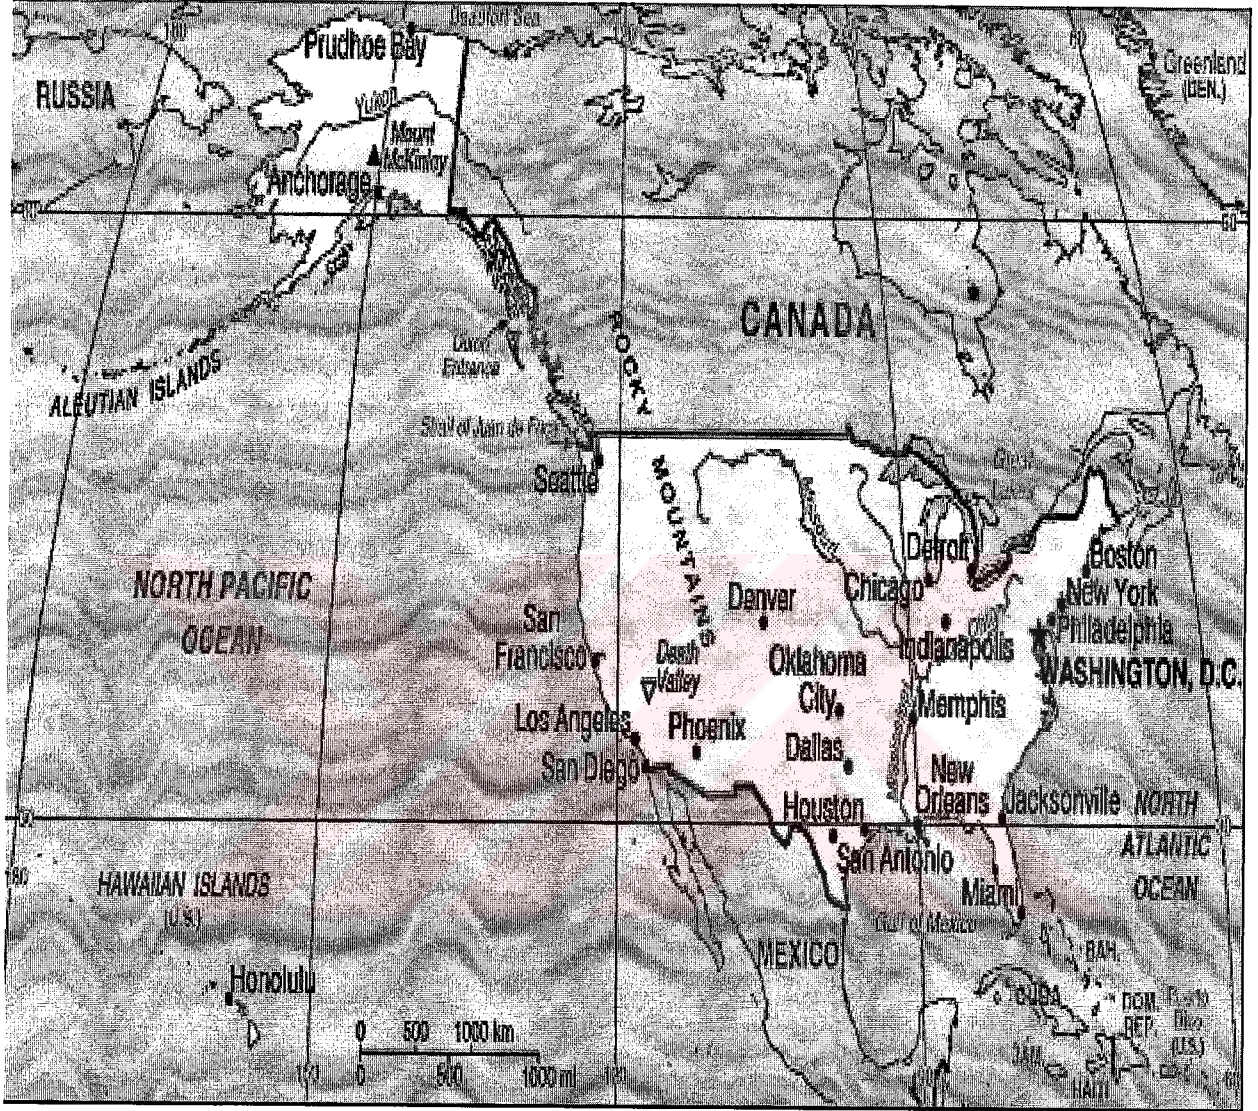 Prudhoe Bay
RUSSIA
Greenland
(DEN.)
Yukon
Mount
McKinley
Anchorage
60
CANADA
ROCKY
Entrance
ALEUTIAN ISLANDS
Strait of Juan de Fuca
Seattle
MOUNTAINS
Great
Detroit
Boston
Chicago
New York
NORTH PACIFIC
OCEAN
Denver
Philadelphia
San
Francisco
Death
Valley
Oklahoma
City
Indianapolis
WASHINGTON, D.C.
Memphis
Los Angeles
Phoenix
Dallas
San Diego
New
Orleans
Houston
Jacksonville
NORTH
ATLANTIC
OCEAN
San Antonio
HAWAIIAN ISLANDS
(U.S.)
Miami
Gulf of Mexico
MEXICO
BAH.
Honolulu
CUBA
DOM.
REP.
Puerto
Rico
(U.S.)
JAM.
HAITI
0 500 1000 km
0 500 1000 mi